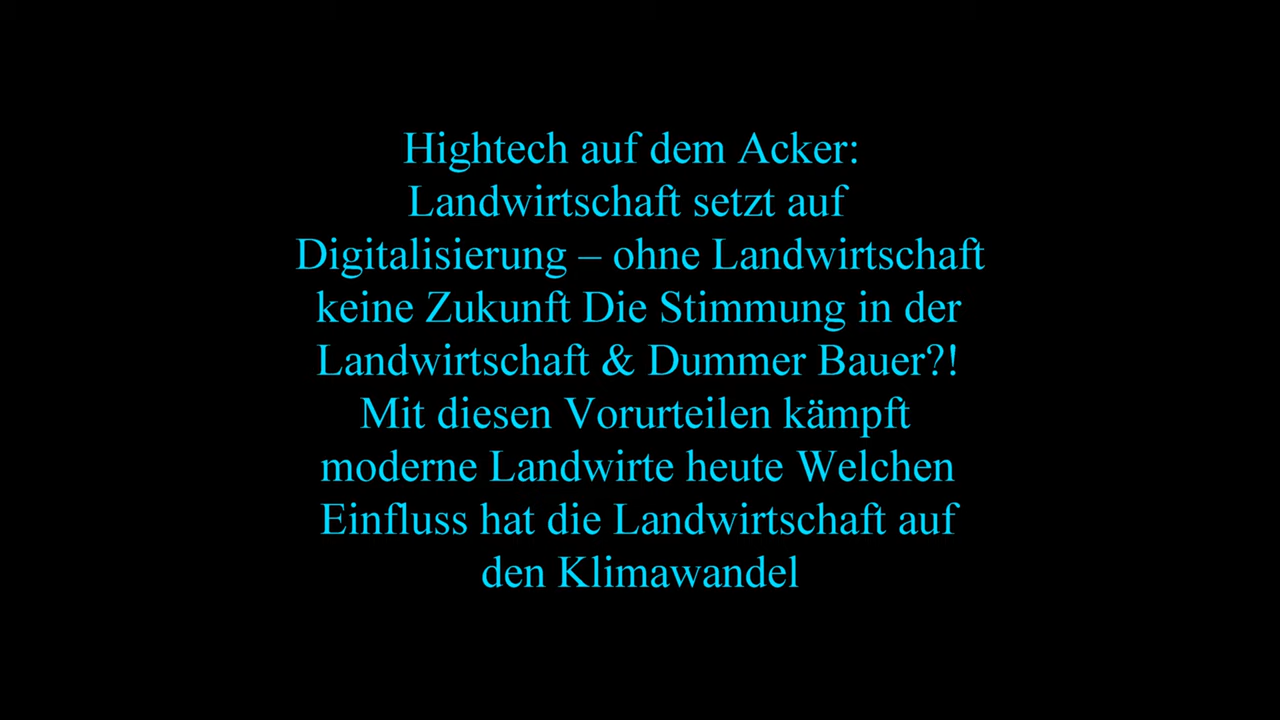 Hightech auf dem Acker:
Landwirtschaft setzt auf
Digitalisierung – ohne Landwirtschaft
keine Zukunft Die Stimmung in der
Landwirtschaft & Dummer Bauer?!
Mit diesen Vorurteilen kämpft
moderne Landwirte heute Welchen
Einfluss hat die Landwirtschaft auf
den Klimawandel